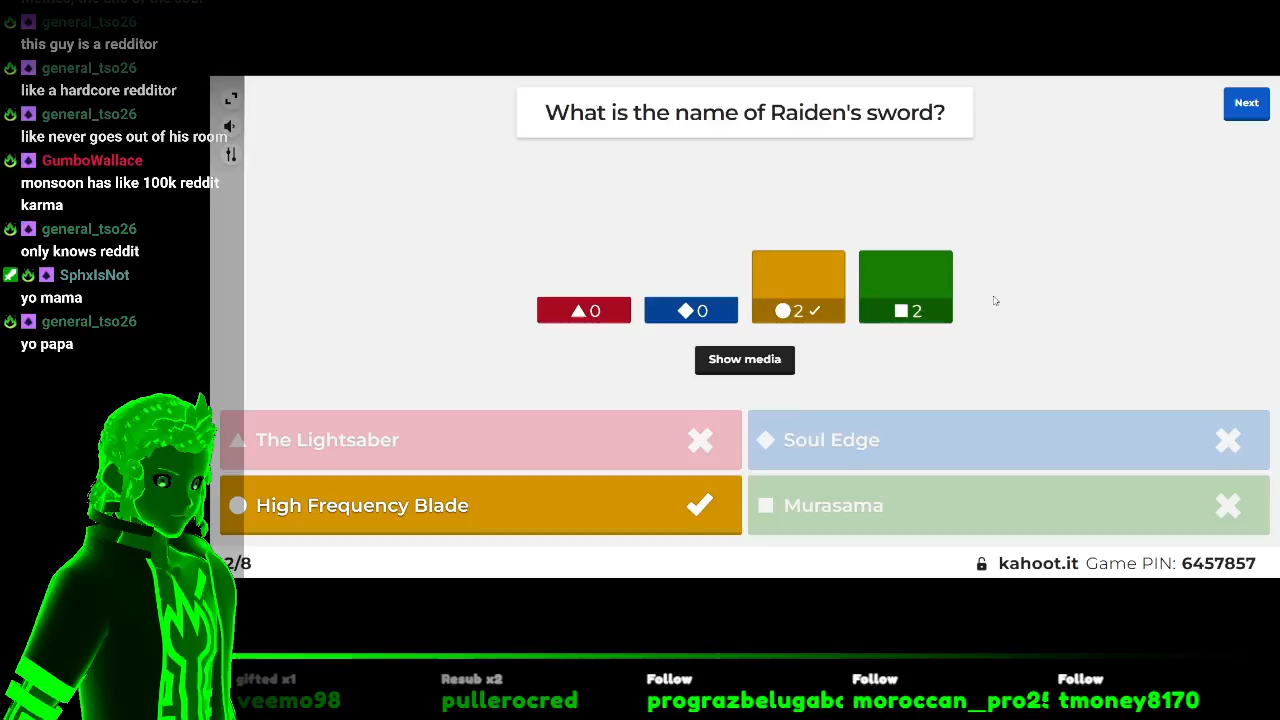 general_tso26
this guy is a redditor
general_tso26
like a hardcore redditor
general_tso26
like never goes out of his room
GumboWallace
monsoon has like 100k reddit
karma
general_tso26
only knows reddit
SphxIsNot
yo mama
general_tso26
yo papa
What is the name of Raiden's sword?
Next
0
0
2
2
Show media
The Lightsaber
Soul Edge
High Frequency Blade
Murasama
2/8
kahoot.it Game PIN: 6457857
gifted x1
veemo98
Resub x2
pullerocred
Follow
prograzbelugabc
Follow
moroccan_pro25
Follow
tmoney8170